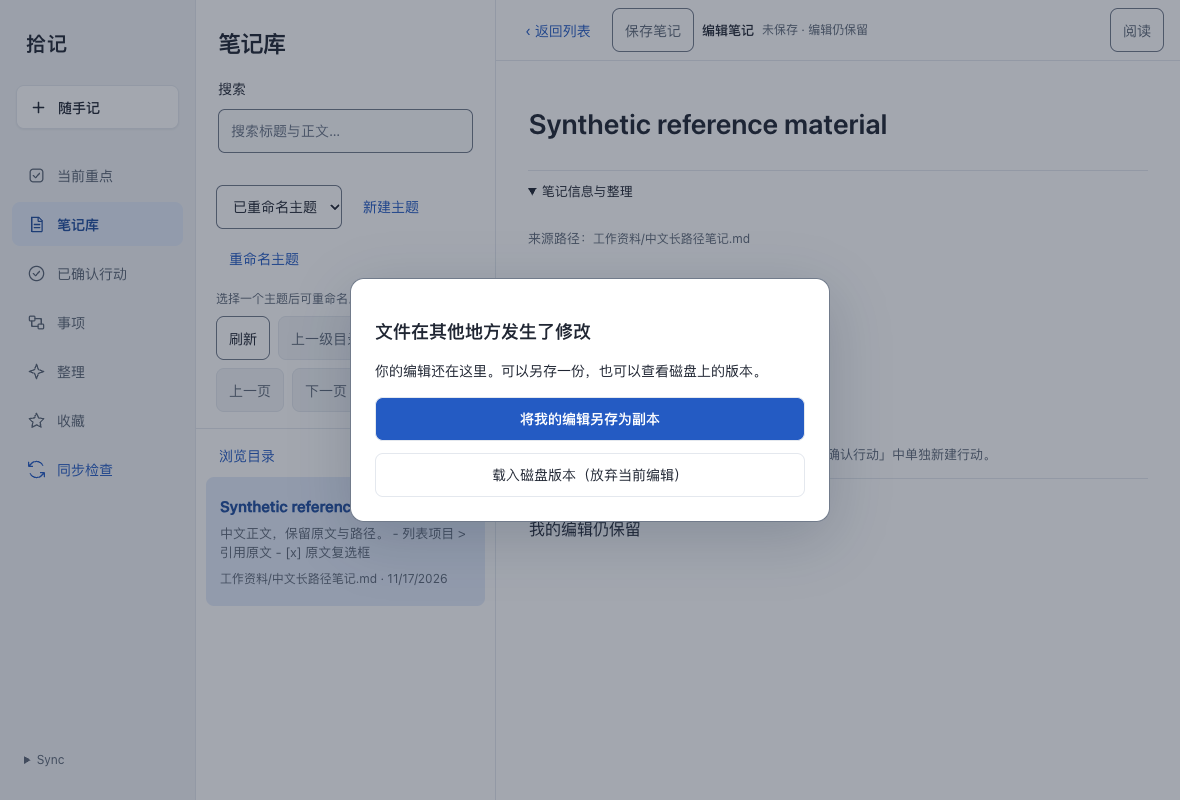 拾记
随手记
当前重点
笔记库
已确认行动
事项
整理
收藏
同步检查
Sync
笔记库
搜索
搜索标题与正文...
已重命名主题
新建主题
重命名主题
选择一个主题后可重命名
刷新
上一级目
上一页
下一页
浏览目录
Synthetic referenc
中文正文，保留原文与路径。 - 列表项目 >
引用原文 - [x] 原文复选框
工作资料/中文长路径笔记.md · 11/17/2026
‹ 返回列表
保存笔记
编辑笔记
未保存 · 编辑仍保留
阅读
Synthetic reference material
▼ 笔记信息与整理
来源路径： 工作资料/中文长路径笔记.md
确认行动」中单独新建行动。
我的编辑仍保留
文件在其他地方发生了修改
你的编辑还在这里。可以另存一份，也可以查看磁盘上的版本。
将我的编辑另存为副本
载入磁盘版本（放弃当前编辑）